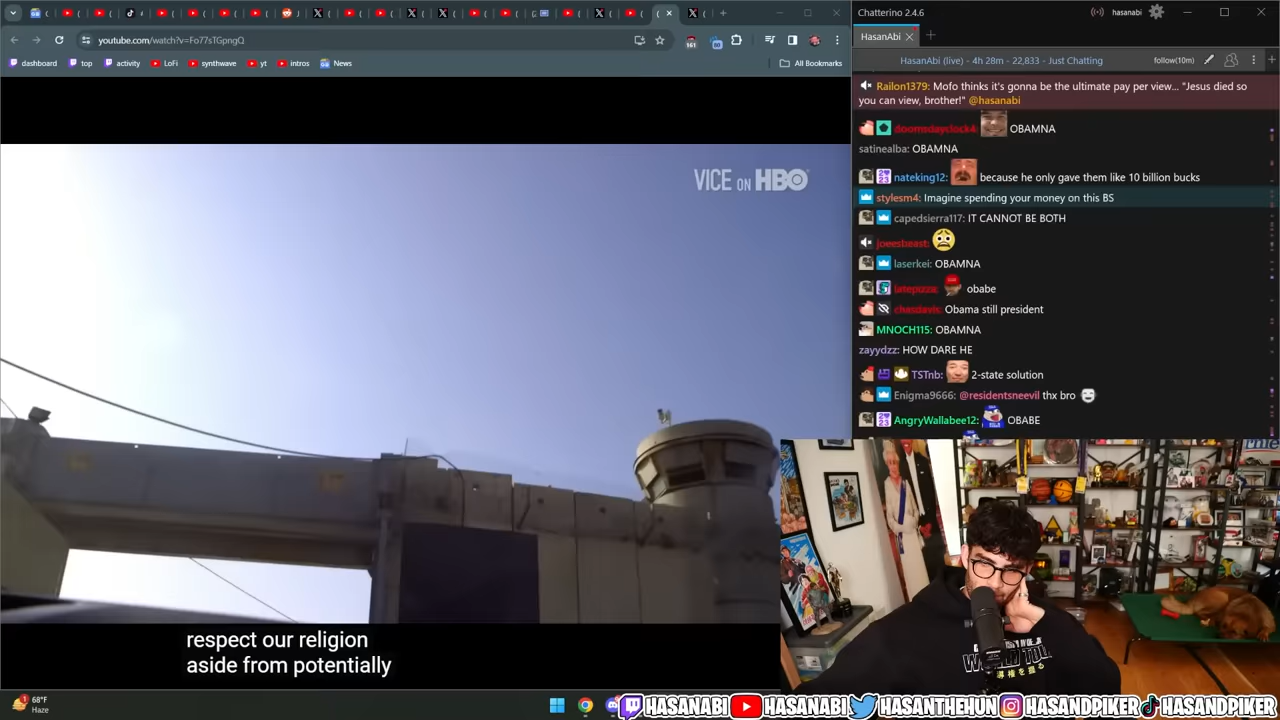 youtube.com/watch?v=Fo77sTGpngQ
161
dashboard
top
activity
LoFi
synthwave
yt
intros
News
All Bookmarks
Chatterino 2.4.6
hasanabi
HasanAbi
HasanAbi (live) - 4h 28m - 22,833 - Just Chatting
follow(10m)
Railon1379: Mofo thinks it's gonna be the ultimate pay per view... "Jesus died so
you can view, brother!" @hasanabi
doomsdayclock4: OBAMNA
satinealba: OBAMNA
nateking12: because he only gave them like 10 billion bucks
stylesm4: Imagine spending your money on this BS
capedsierra117: IT CANNOT BE BOTH
joeesbeast:
laserkei: OBAMNA
obabe
chasdavis: Obama still president
MNOCH115: OBAMNA
zayydzz: HOW DARE HE
TSTnb: 2-state solution
Enigma9666: @residentsneevil thx bro
AngryWallabee12: OBABE
VICE ON HBO
respect our religion
aside from potentially
WORLD TOUR
68°F
Haze
HASANABI
HASANABI
HASANTHEHUN
HASANDPIKER
HASANDPIKER